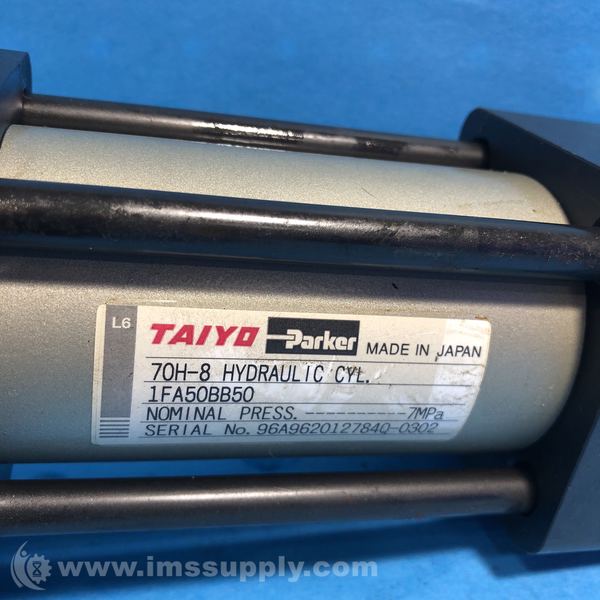 L6 TAIYO Parker MADE IN JAPAN
70H-8 HYDRAULIC CYL.
1FA50BB50
NOMINAL PRESS. ----------- 7MPa
SERIAL No. 96A9620127840-0302
www.imssupply.com